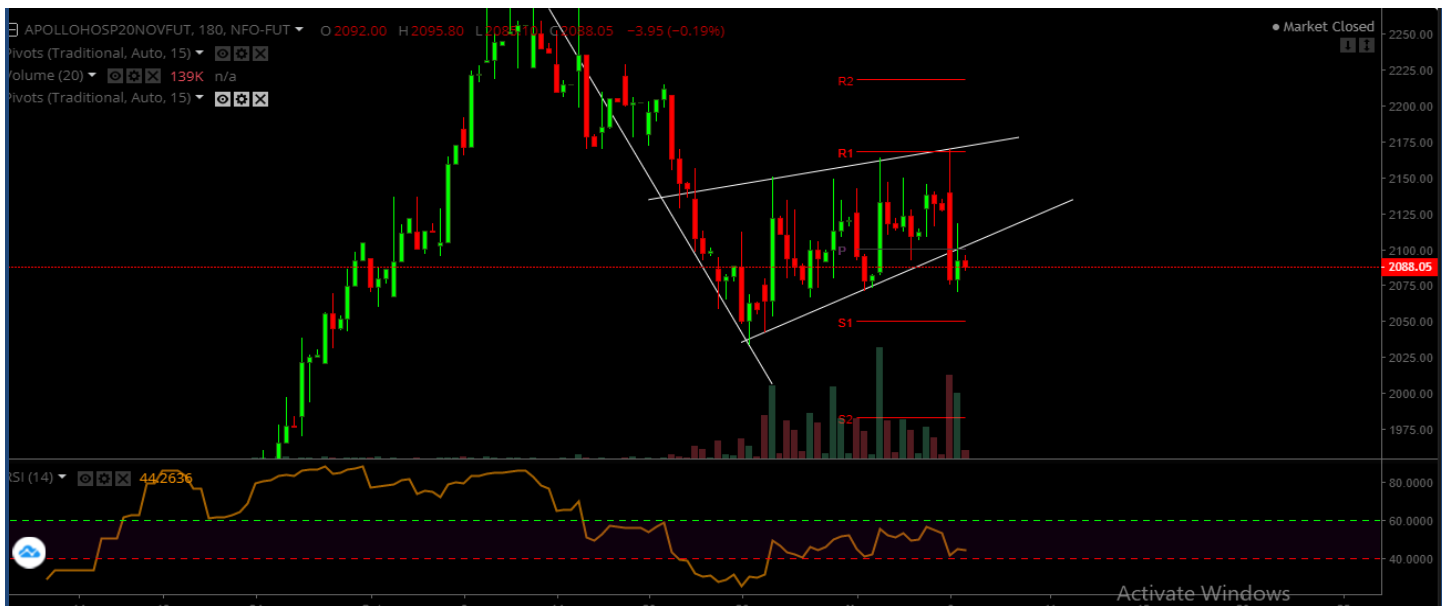 APOLLOHOSP20NOVFUT, 180, NFO-FUT O2092.00 H2095.80 L C2088.05 −3.95 (−0.19%)
Market Closed
Pivots (Traditional, Auto, 15)
Volume (20) 139K n/a
Pivots (Traditional, Auto, 15)
2250.00
2225.00
R2
2200.00
2175.00
R1
2150.00
2125.00
P
2100.00
2088.05
2075.00
S1
2050.00
2025.00
2000.00
S2
1975.00
RSI (14) 44.2636
80.0000
60.0000
40.0000
Activate Windows